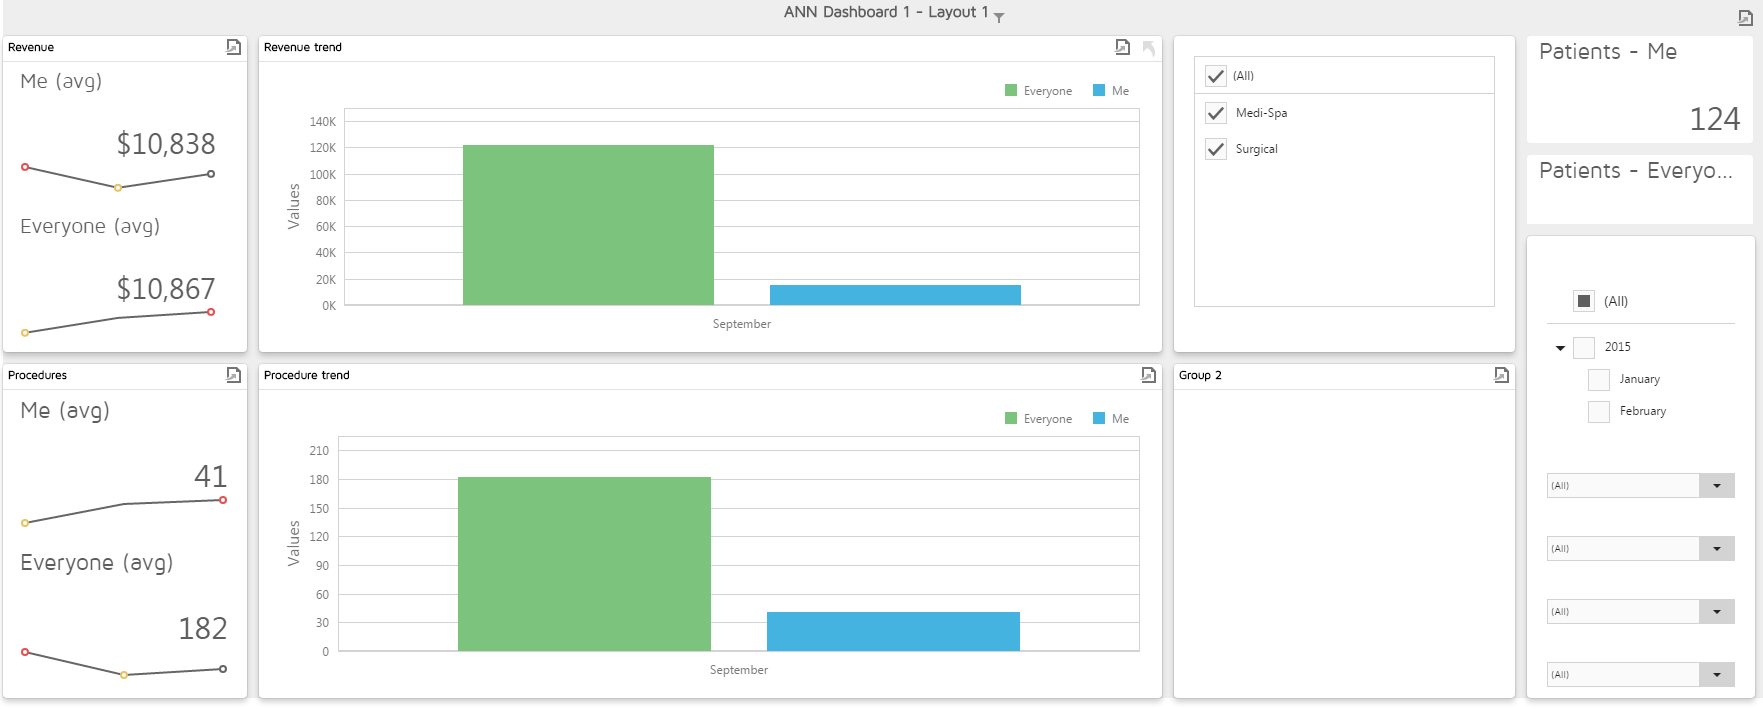 ANN Dashboard 1 - Layout 1
Revenue
Me (avg)
$10,838
Everyone (avg)
$10,867
Revenue trend
Everyone
Me
140K
120K
100K
80K
60K
40K
20K
0K
Values
September
(All)
Medi-Spa
Surgical
Patients - Me
124
Patients - Everyo...
(All)
2015
January
February
(All)
(All)
(All)
(All)
Procedures
Me (avg)
41
Everyone (avg)
182
Procedure trend
Everyone
Me
210
180
150
120
90
60
30
0
Values
September
Group 2